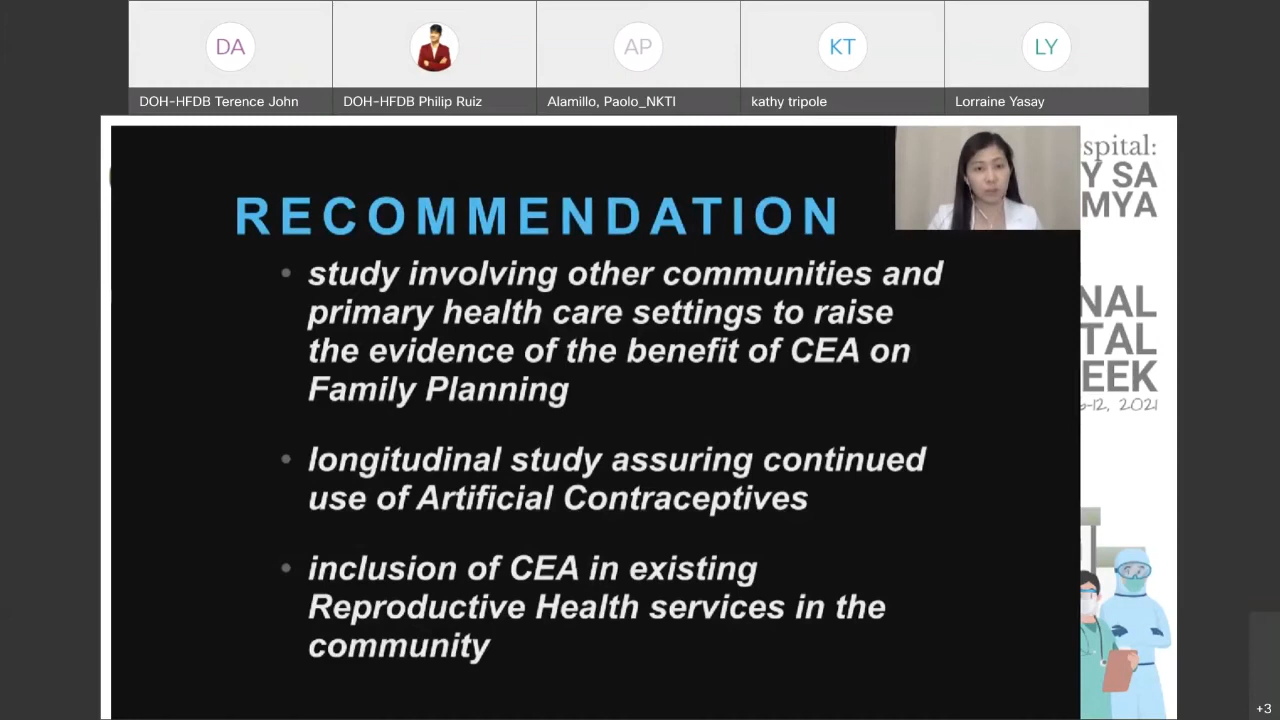 DA
AP
KT
LY
DOH-HFDB Terence John
DOH-HFDB Philip Ruiz
Alamillo, Paolo_NKTI
kathy tripole
Lorraine Yasay
RECOMMENDATION
• study involving other communities and
primary health care settings to raise
the evidence of the benefit of CEA on
Family Planning
• longitudinal study assuring continued
use of Artificial Contraceptives
• inclusion of CEA in existing
Reproductive Health services in the
community
spital:
Y SA
MYA
NAL
TAL
EEK
-12, 2021
+3